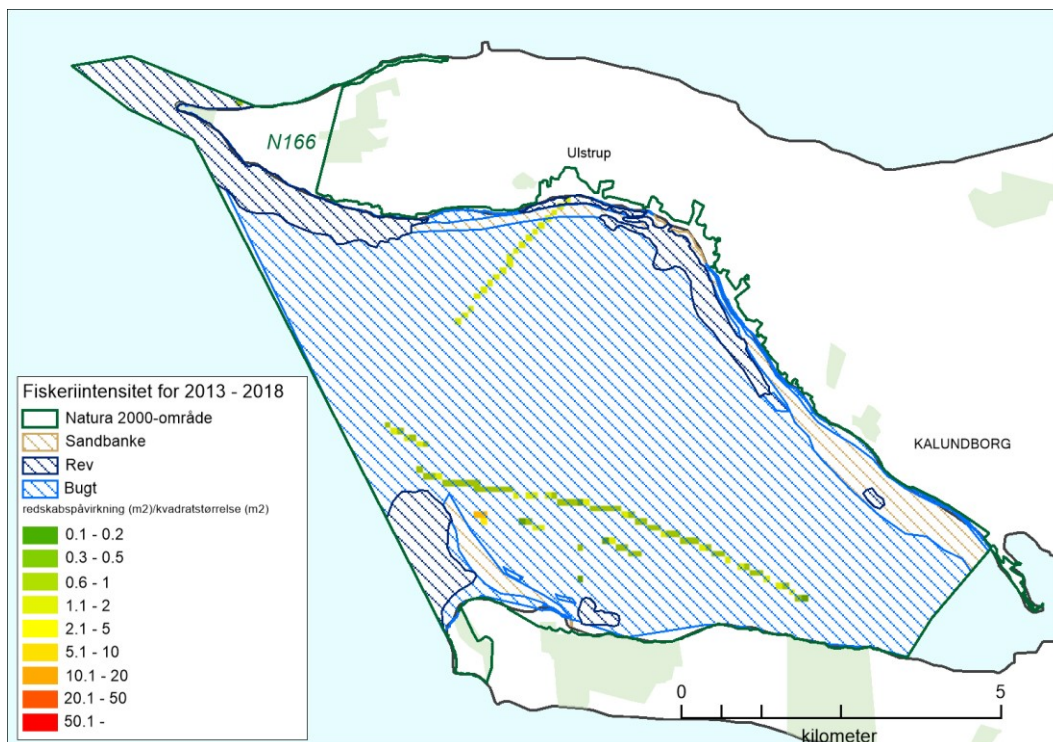 N166
Ulstrup
KALUNDBORG
Fiskeriintensitet for 2013 - 2018
Natura 2000-område
Sandbanke
Rev
Bugt
redskabspåvirkning (m2)/kvadratstørrelse (m2)
0.1 - 0.2
0.3 - 0.5
0.6 - 1
1.1 - 2
2.1 - 5
5.1 - 10
10.1 - 20
20.1 - 50
50.1 -
0 5
kilometer